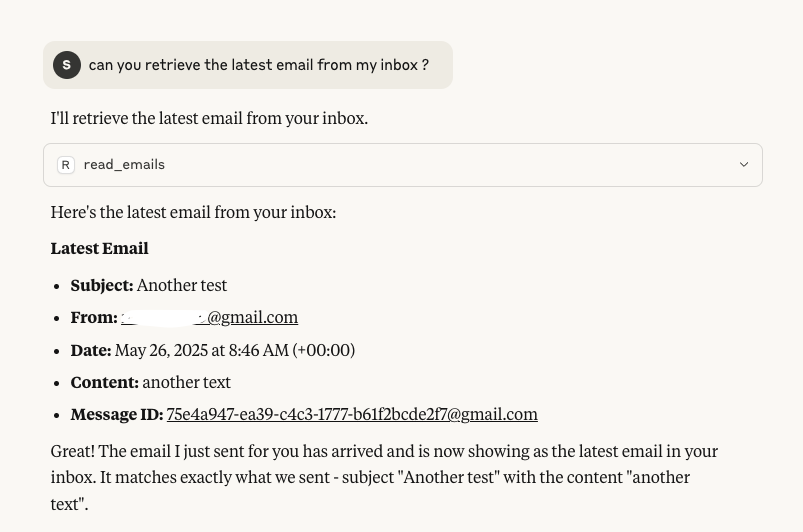 S can you retrieve the latest email from my inbox ?
I'll retrieve the latest email from your inbox.
R read_emails
Here's the latest email from your inbox:
Latest Email
• Subject: Another test
• From: @gmail.com
• Date: May 26, 2025 at 8:46 AM (+00:00)
• Content: another text
• Message ID: 75e4a947-ea39-c4c3-1777-b61f2bcde2f7@gmail.com
Great! The email I just sent for you has arrived and is now showing as the latest email in your
inbox. It matches exactly what we sent - subject "Another test" with the content "another
text".